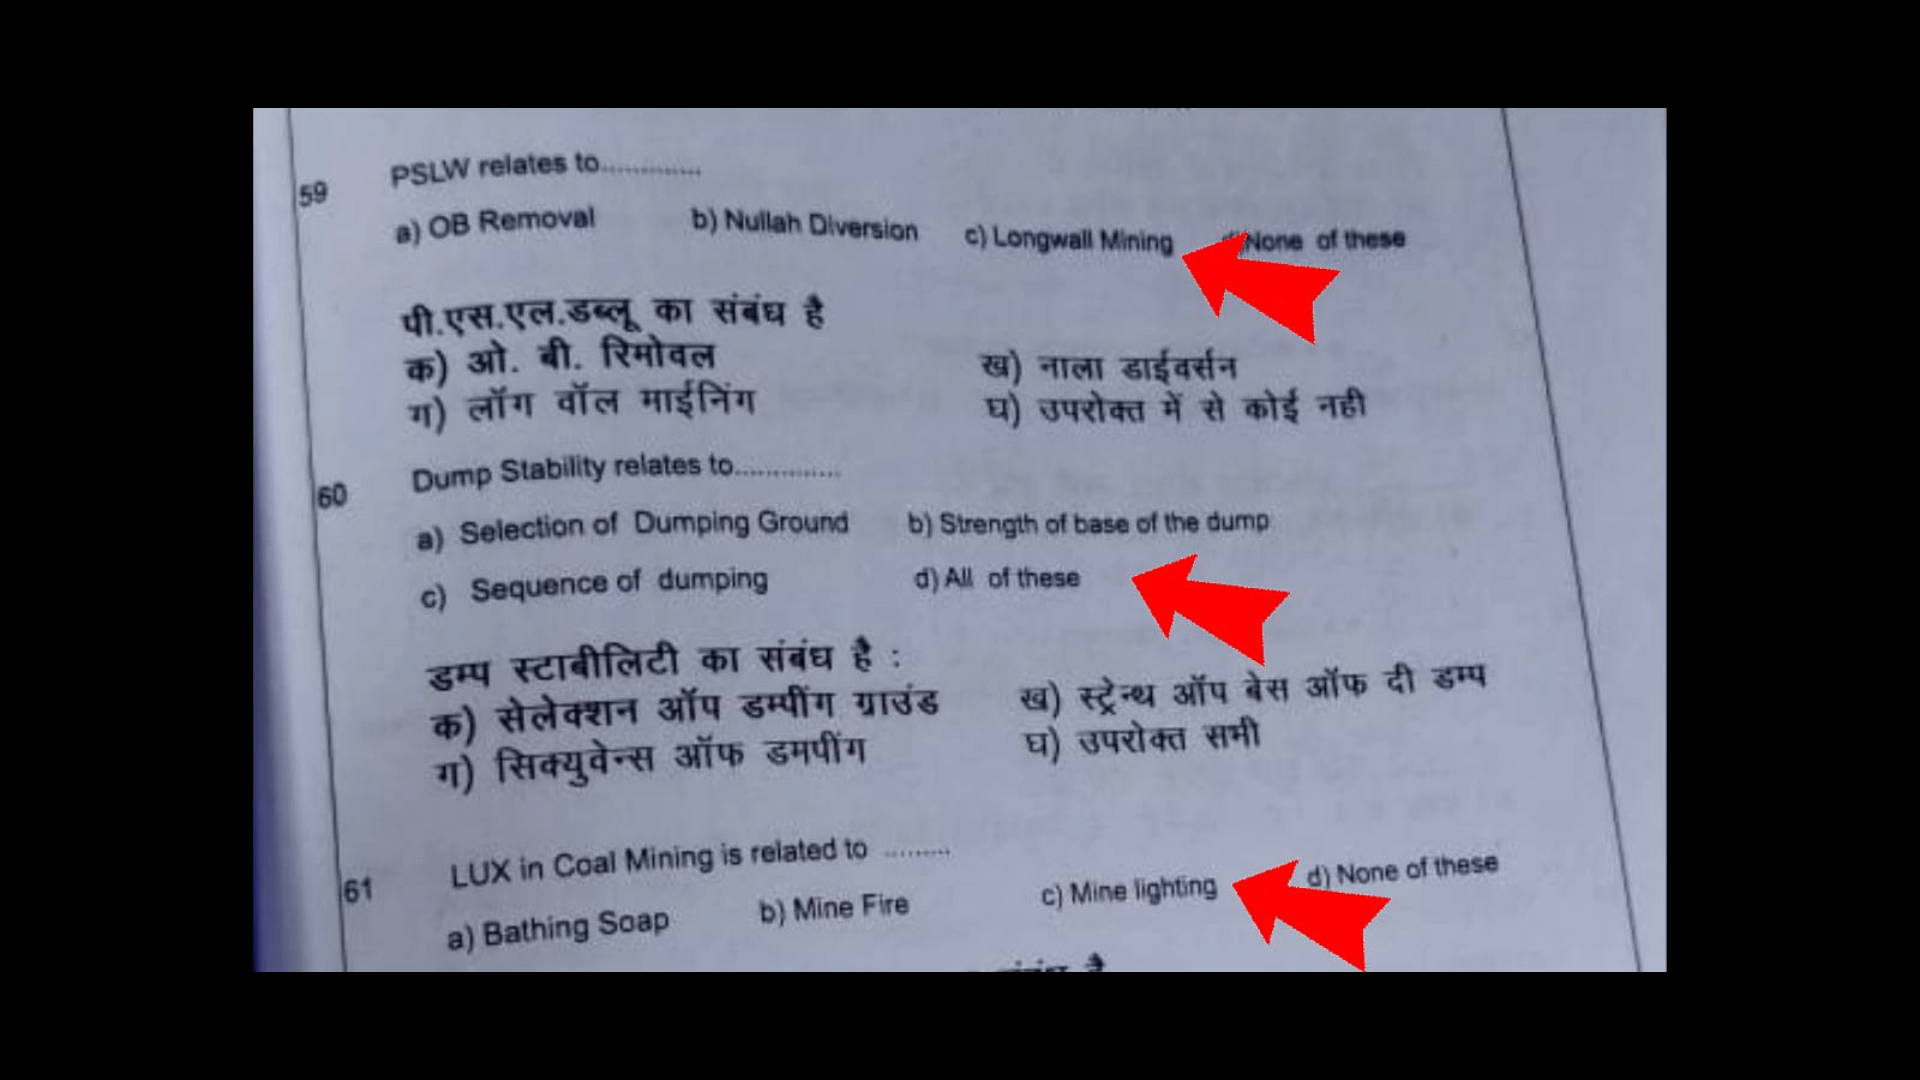 59 PSLW relates to.............
a) OB Removal b) Nullah Diversion c) Longwall Mining d) None of these
पी.एस.एल.डब्लू का संबंध है
क) ओ. बी. रिमोवल ख) नाला डाईवर्सन
ग) लॉग वॉल माईनिंग घ) उपरोक्त में से कोई नही
60 Dump Stability relates to..............
a) Selection of Dumping Ground b) Strength of base of the dump
c) Sequence of dumping d) All of these
डम्प स्टाबीलिटी का संबंध है :
क) सेलेक्शन ऑप डम्पींग ग्राउंड ख) स्ट्रेन्थ ऑप बेस ऑफ दी डम्प
ग) सिक्युवेन्स ऑफ डमपींग घ) उपरोक्त सभी
61 LUX in Coal Mining is related to .........
a) Bathing Soap b) Mine Fire c) Mine lighting d) None of these